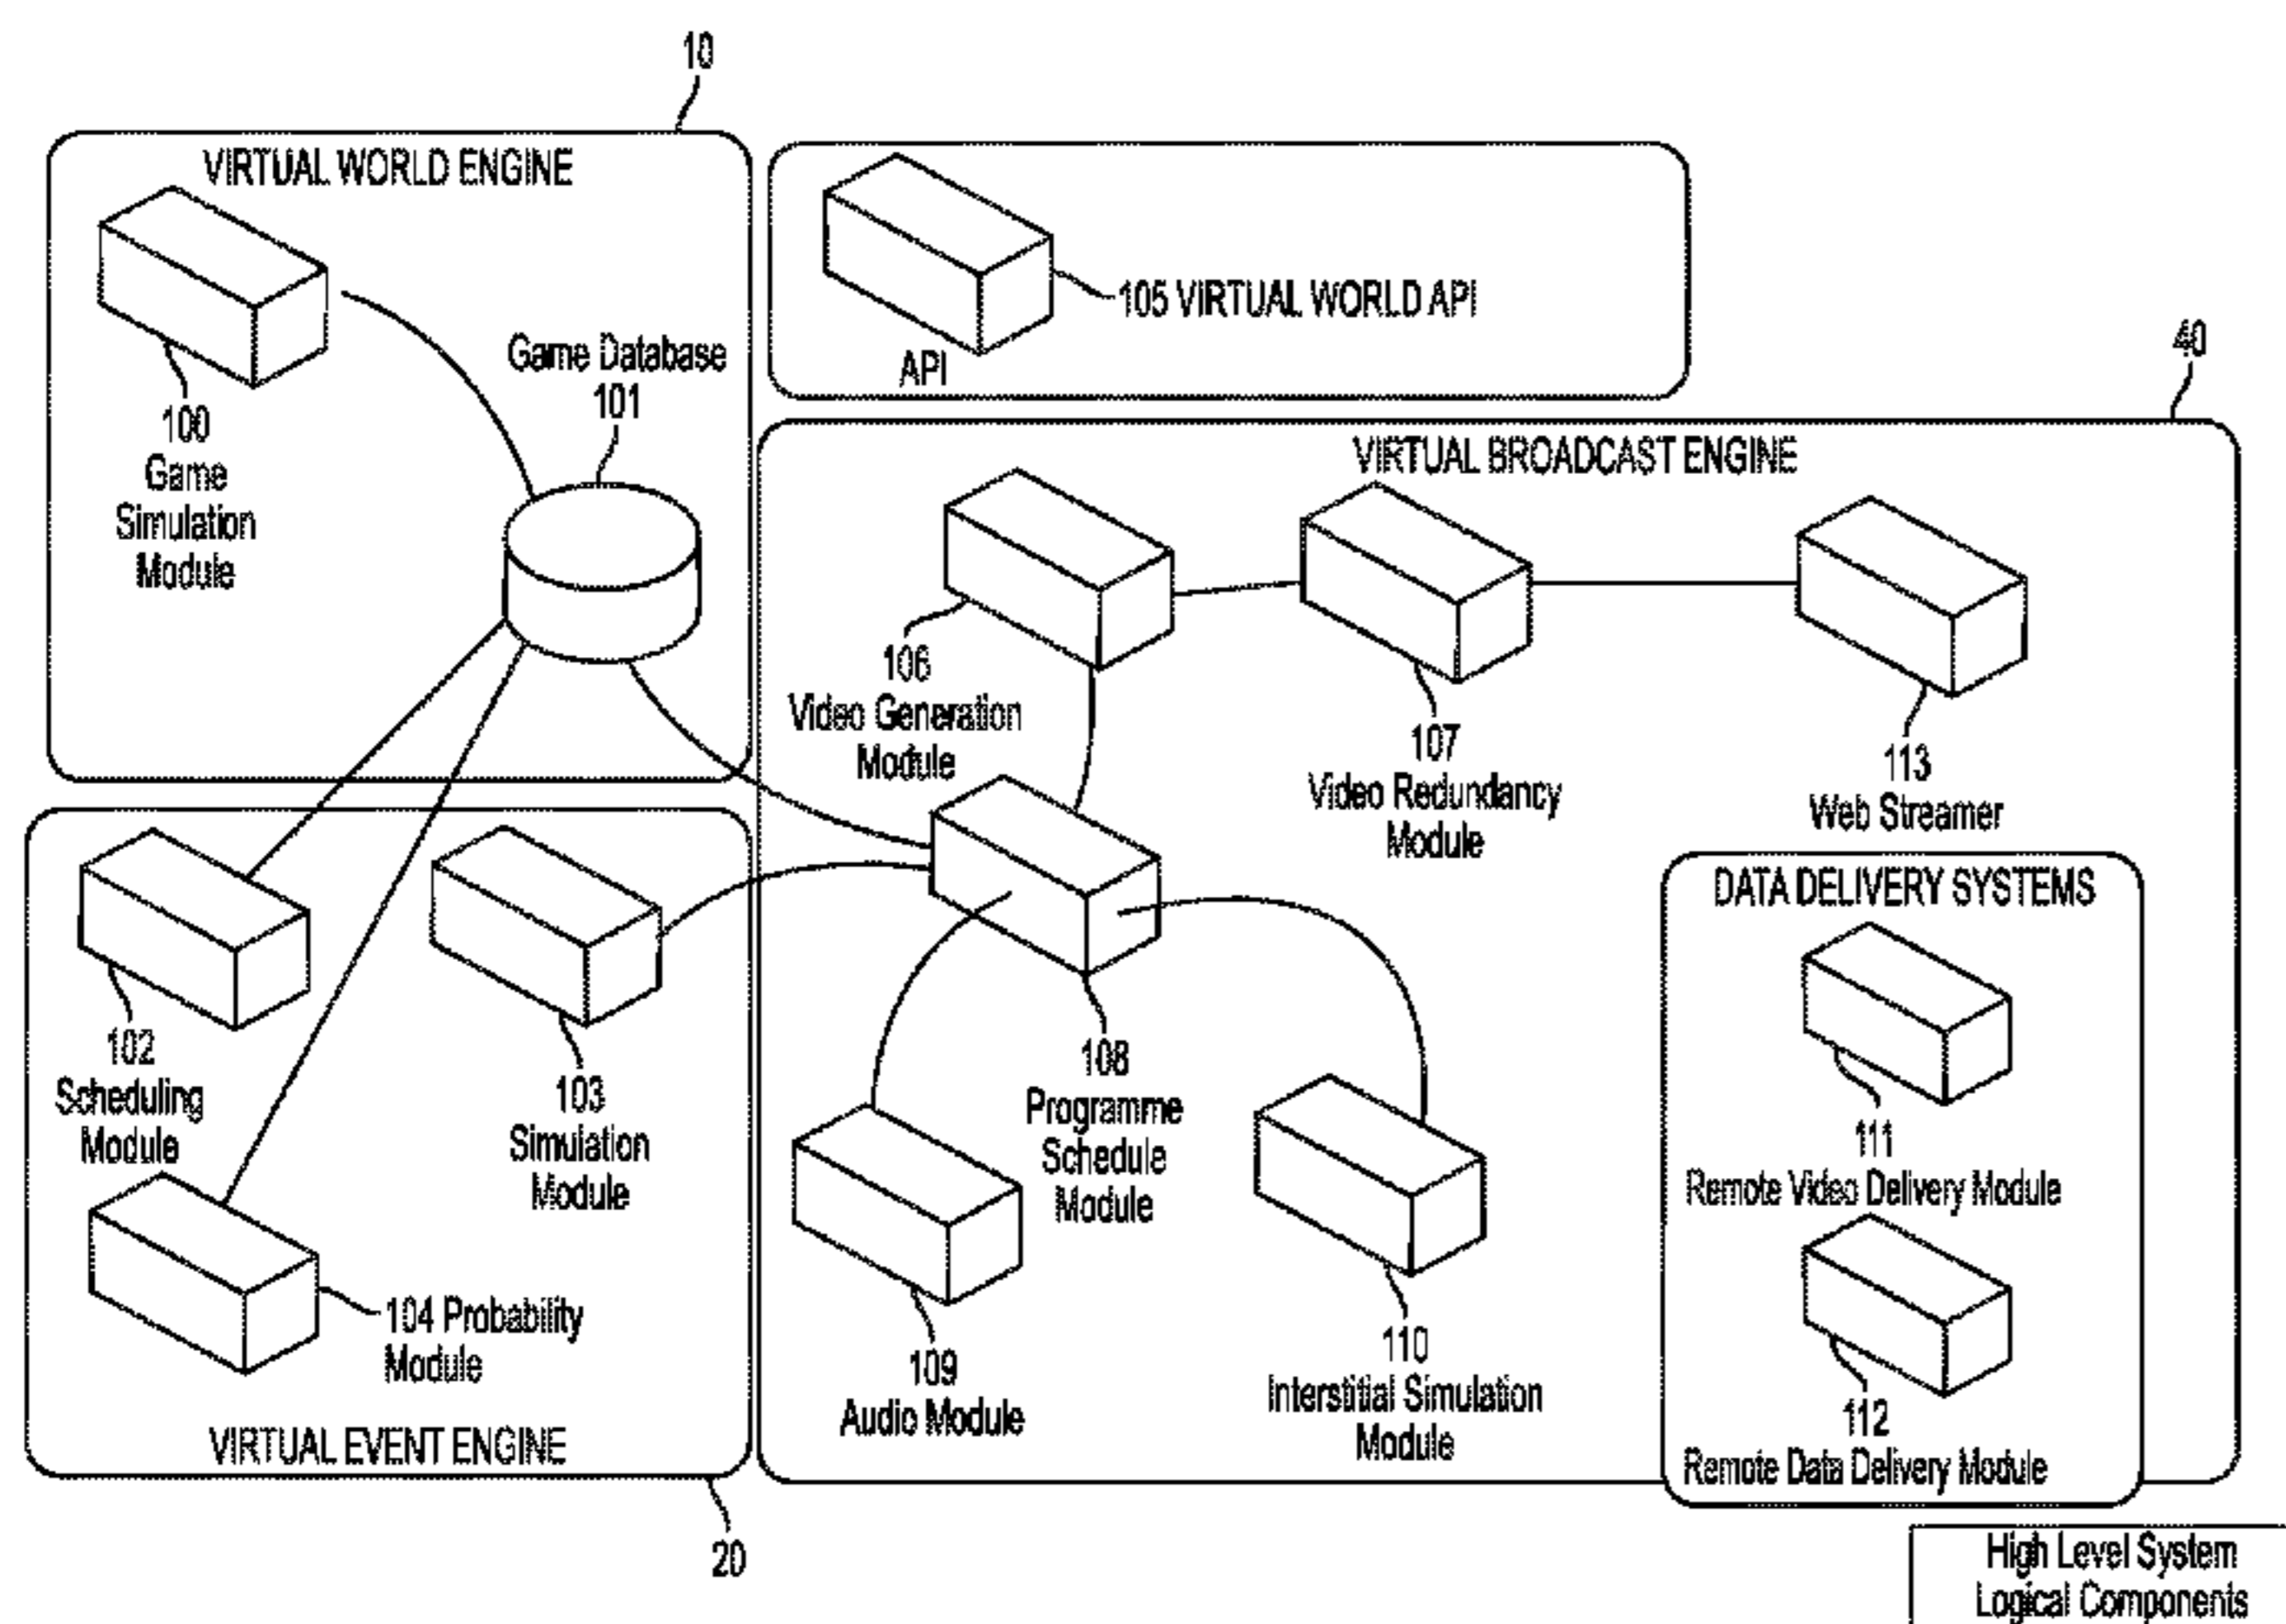 10
VIRTUAL WORLD ENGINE
100
Game
Simulation
Module
Game Database
101
105 VIRTUAL WORLD API
API
40
VIRTUAL BROADCAST ENGINE
106
Video Generation
Module
107
Video Redundancy
Module
113
Web Streamer
102
Scheduling
Module
103
Simulation
Module
104 Probability
Module
VIRTUAL EVENT ENGINE
20
108
Programme
Schedule
Module
109
Audio Module
110
Interstitial Simulation
Module
DATA DELIVERY SYSTEMS
111
Remote Video Delivery Module
112
Remote Data Delivery Module
High Level System
Logical Components